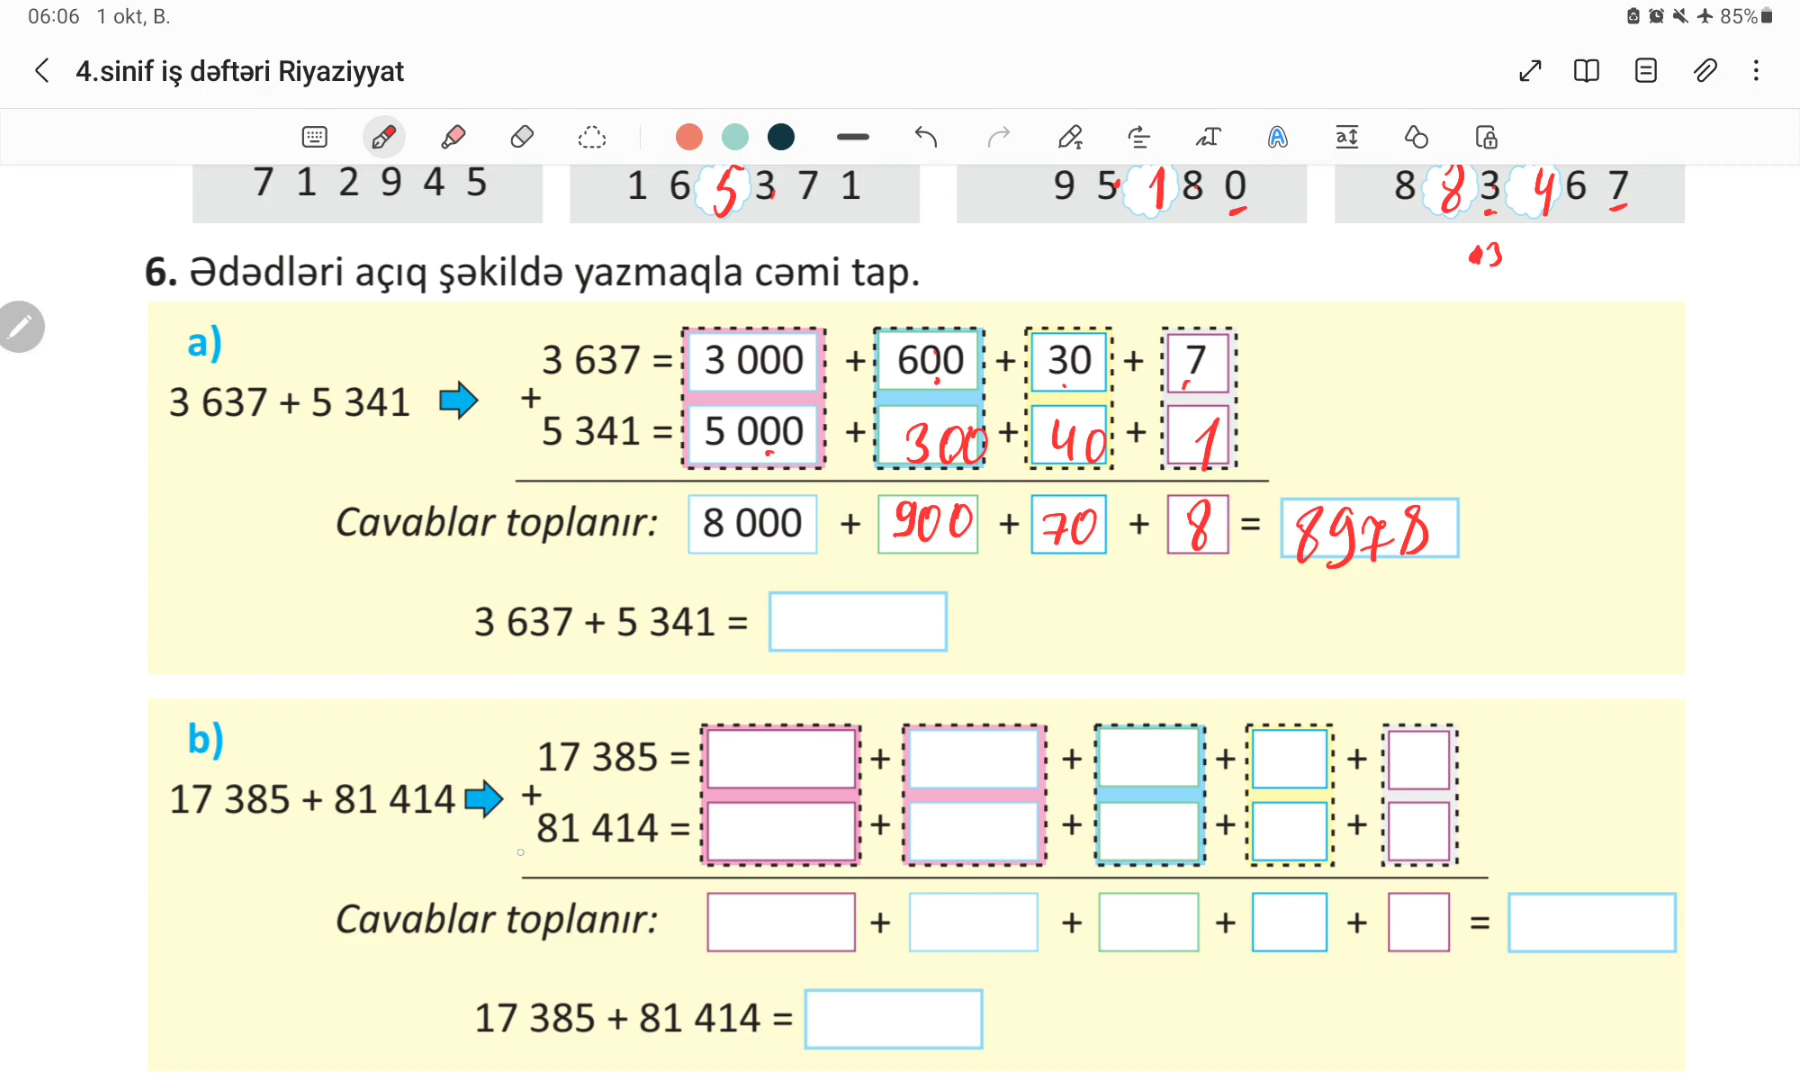 06:06 1 okt, B. 85%
4.sinif iş dəftəri Riyaziyyat
7 1 2 9 4 5 1 6 5 3 7 1 9 5 1 8 0 8 8 3 4 6 7
3
6. Ədədləri açıq şəkildə yazmaqla cəmi tap.
a)
3 637 = 3 000 + 600 + 30 + 7
3 637 + 5 341 +
5 341 = 5 000 + 300 + 40 + 1
Cavablar toplanır: 8 000 + 900 + 70 + 8 = 8978
3 637 + 5 341 =
b)
17 385 = + + + +
17 385 + 81 414 +
81 414 = + + + +
Cavablar toplanır: + + + + =
17 385 + 81 414 =